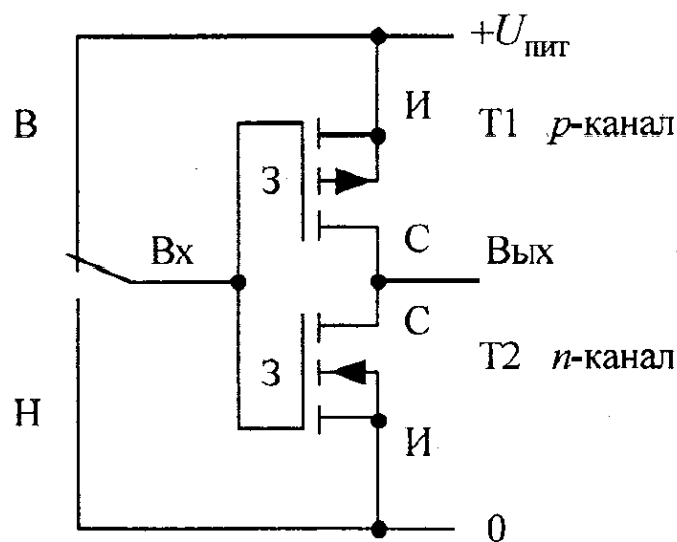 +Uпит
В
И
Т1 p-канал
З
С
Вх
Вых
С
З
Т2 n-канал
Н
И
0